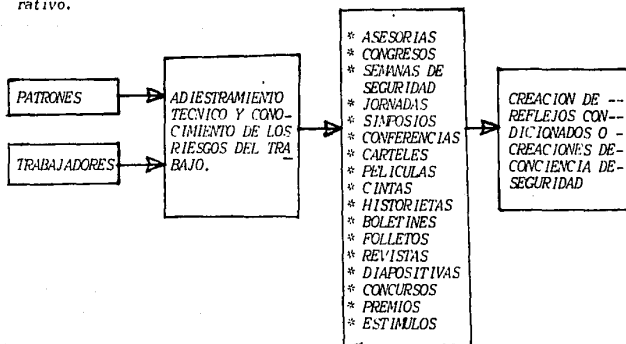 rativo.
PATRONES
TRABAJADORES
ADIESTRAMIENTO
TECNICO Y CONO-
CIMIENTO DE LOS
RIESGOS DEL TRA
BAJO.
* ASESORIAS
* CONGRESOS
* SEMANAS DE
SEGURIDAD
* JORNADAS
* SIMPOSIOS
* CONFERENCIAS
* CARTELES
* PELICULAS
* CINTAS
* HISTORIETAS
* BOLETINES
* FOLLETOS
* REVISTAS
* DIAPOSITIVAS
* CONCURSOS
* PREMIOS
* ESTIMULOS
CREACION DE --
REFLEJOS CON--
DICIONADOS O -
CREACIONES DE-
CONCIENCIA DE-
SEGURIDAD